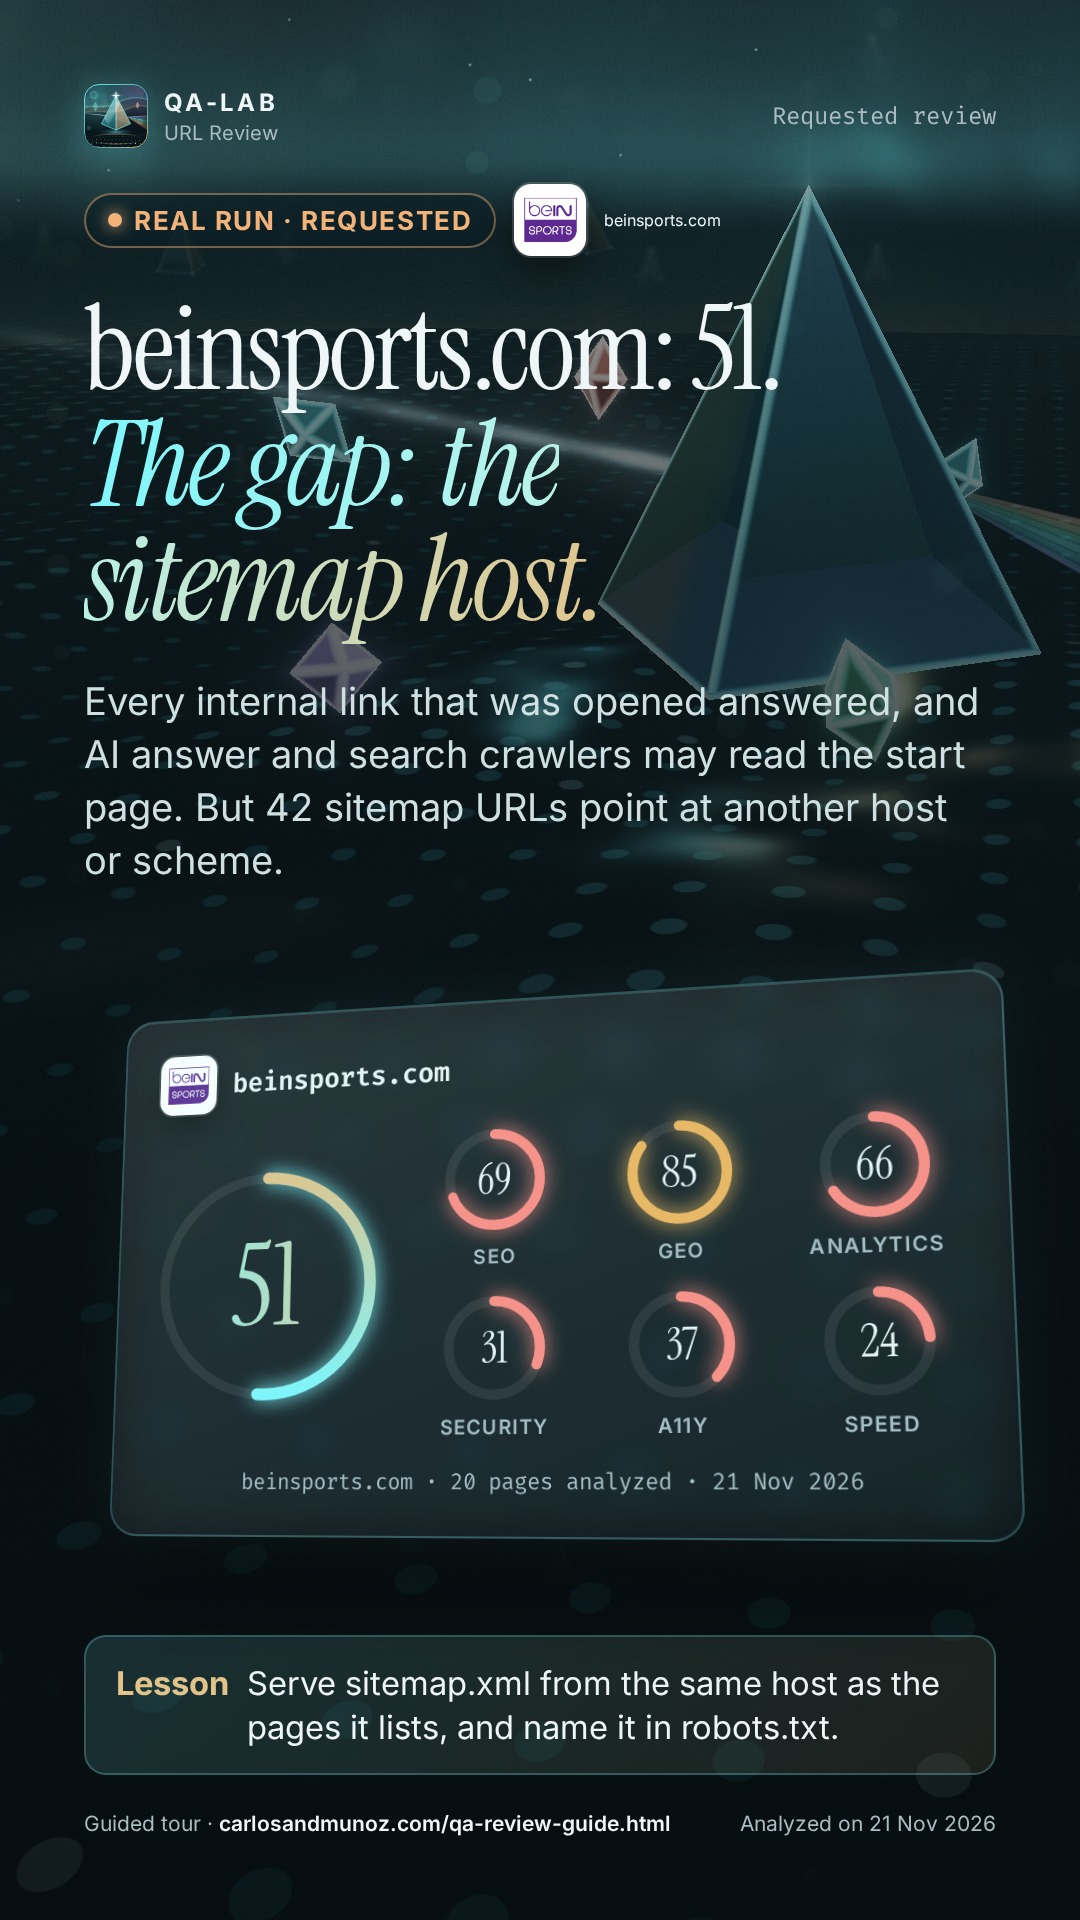 QA-LAB
URL Review
Requested review
REAL RUN · REQUESTED
beIN
SPORTS
beinsports.com
beinsports.com: 51.
The gap: the
sitemap host.
Every internal link that was opened answered, and
AI answer and search crawlers may read the start
page. But 42 sitemap URLs point at another host
or scheme.
beIN
SPORTS
beinsports.com
51
69
SEO
85
GEO
66
ANALYTICS
31
SECURITY
37
A11Y
24
SPEED
beinsports.com · 20 pages analyzed · 21 Nov 2026
Lesson Serve sitemap.xml from the same host as the
pages it lists, and name it in robots.txt.
Guided tour · carlosandmunoz.com/qa-review-guide.html
Analyzed on 21 Nov 2026